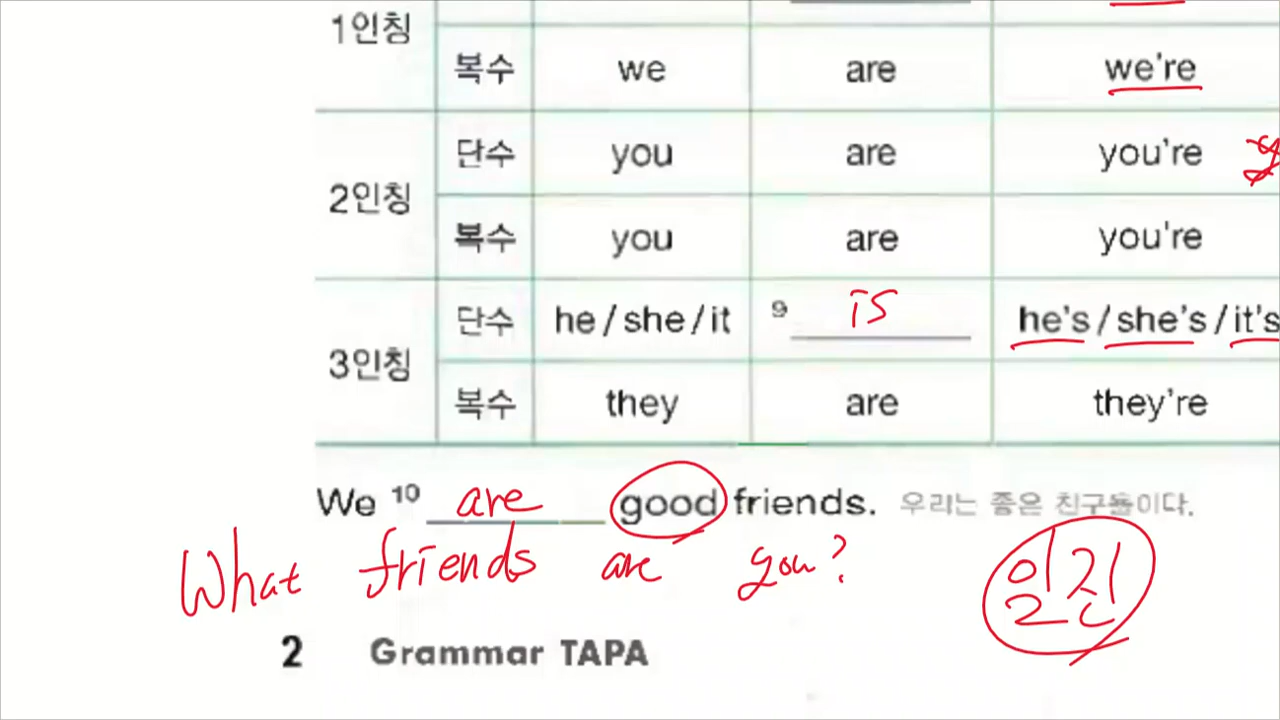 1인칭
복수 we are we're
단수 you are you're
2인칭
복수 you are you're
단수 he / she / it 9 is he's / she's / it's
3인칭
복수 they are they're
We 10 are good friends. 우리는 좋은 친구들이다.
What friends are you?
일진
2 Grammar TAPA